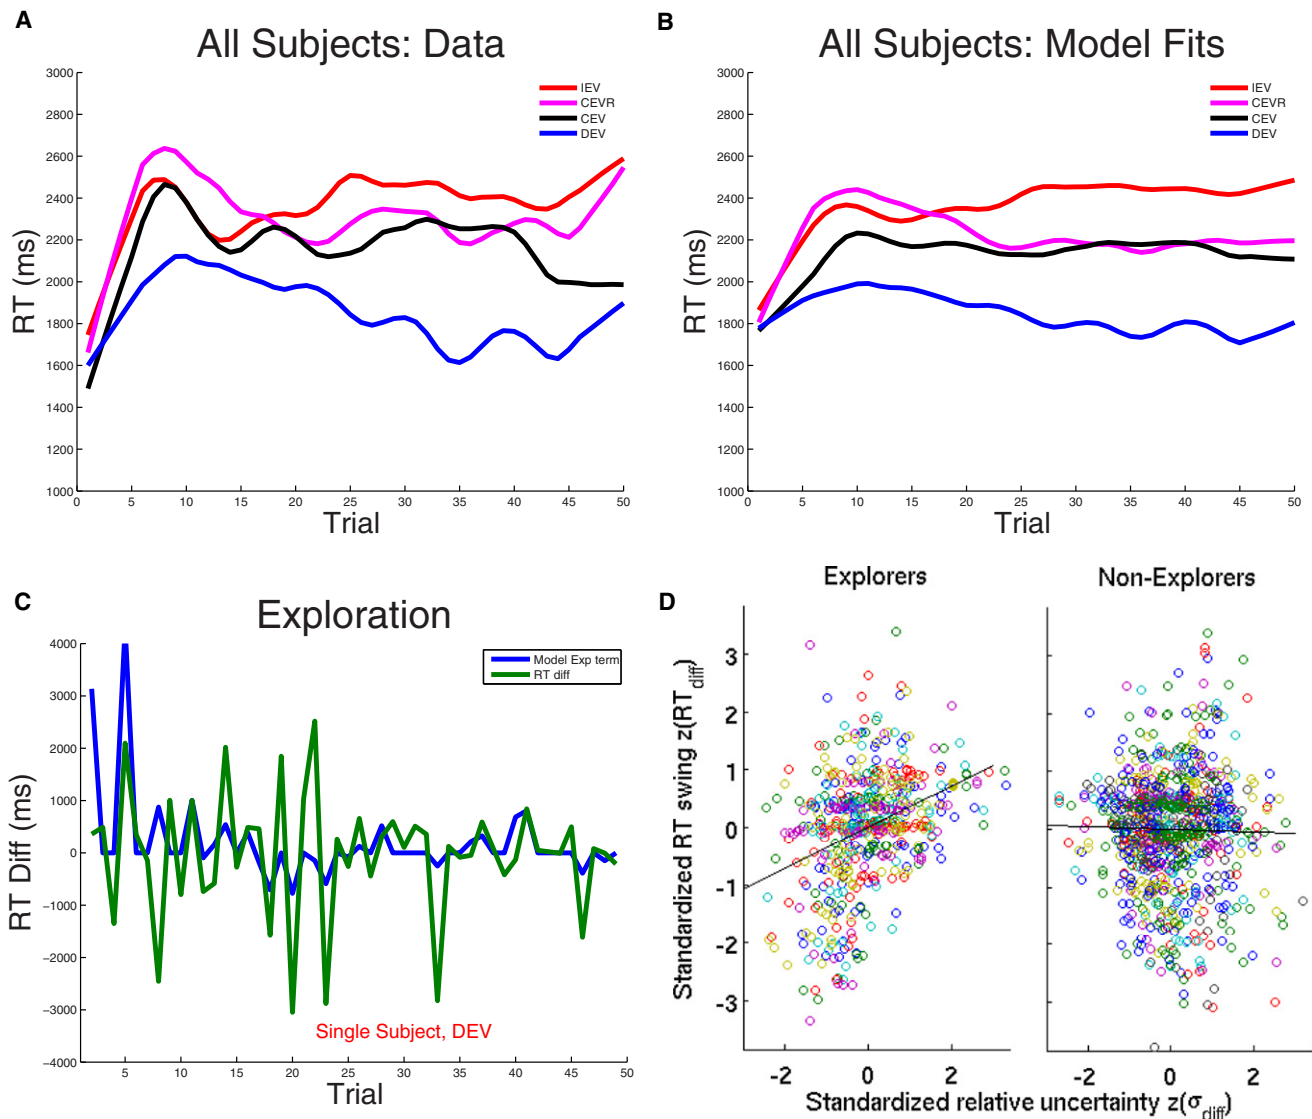 A
All Subjects: Data
3000
2800
2600
2400
2200
2000
1800
1600
1400
1200
1000
RT (ms)
IEV
CEVR
CEV
DEV
0 5 10 15 20 25 30 35 40 45 50
Trial
B
All Subjects: Model Fits
3000
2800
2600
2400
2200
2000
1800
1600
1400
1200
1000
RT (ms)
IEV
CEVR
CEV
DEV
0 5 10 15 20 25 30 35 40 45 50
Trial
C
Exploration
4000
3000
2000
1000
0
−1000
−2000
−3000
−4000
RT Diff (ms)
Model Exp term
RT diff
Single Subject, DEV
5 10 15 20 25 30 35 40 45 50
Trial
D
Explorers
Non-Explorers
Standardized RT swing z(RT_diff)
3
2
1
0
-1
-2
-3
-2 0 2
-2 0 2
Standardized relative uncertainty z(σ_diff)